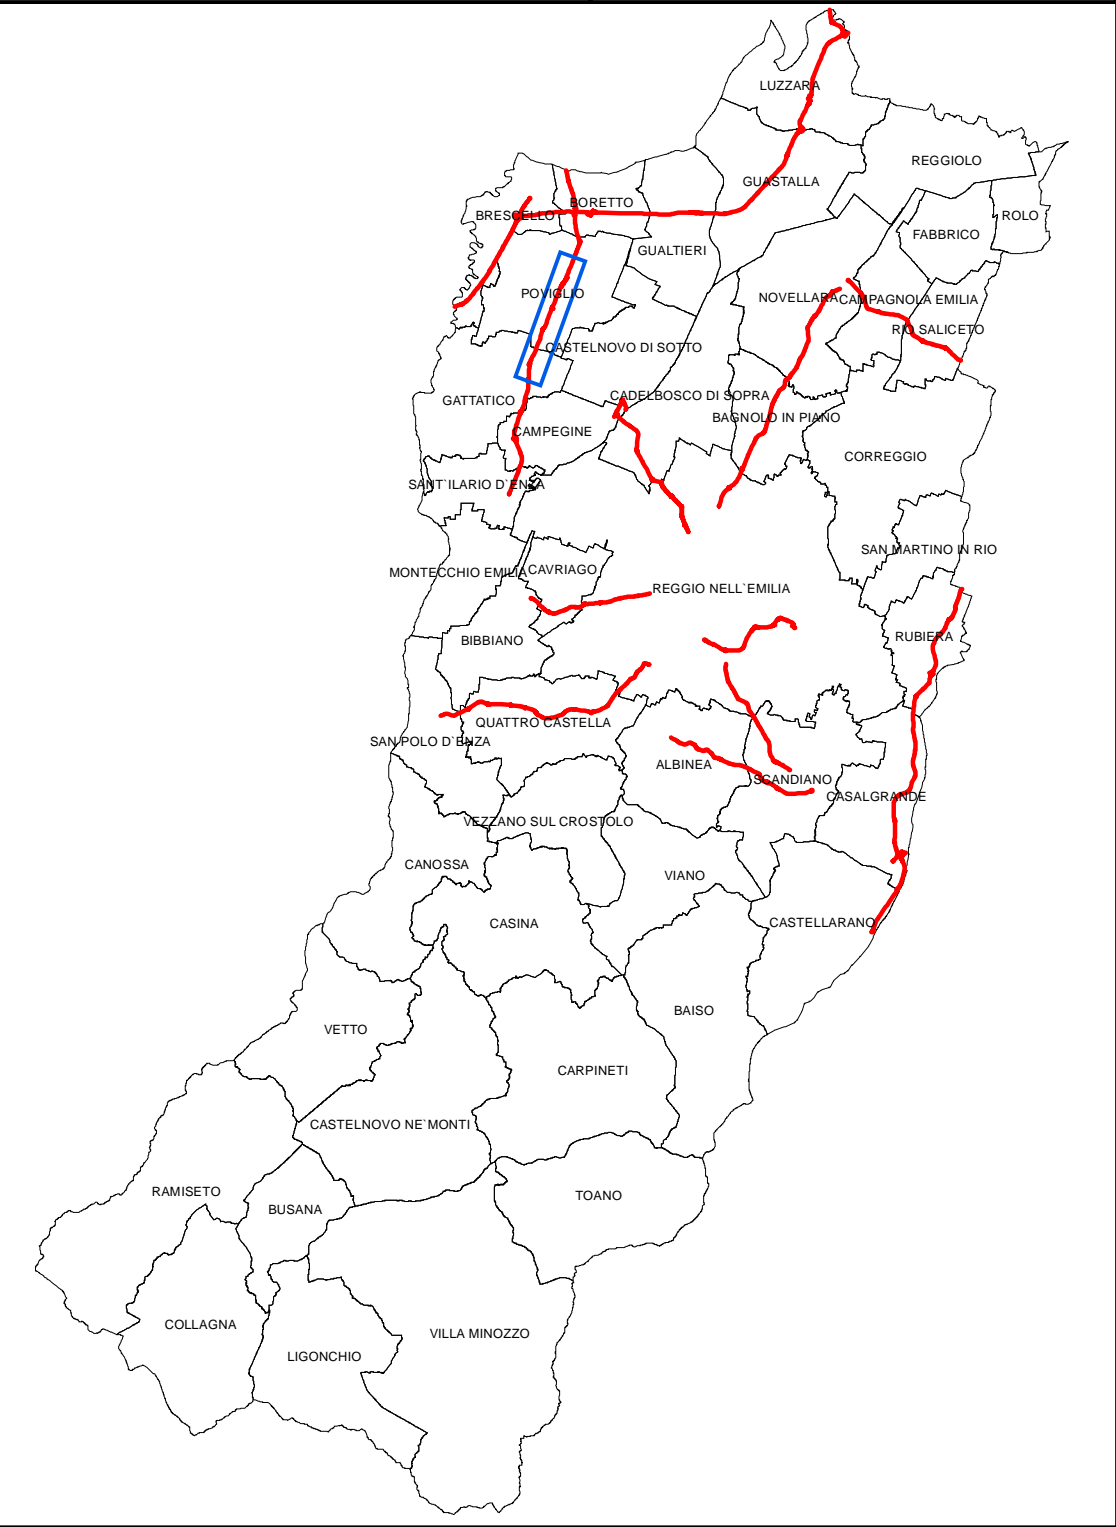 LUZZARA
REGGIOLO
GUASTALLA
BORETTO
BRESCELLO
ROLO
FABBRICO
GUALTIERI
POVIGLIO
NOVELLARA
CAMPAGNOLA EMILIA
RIO SALICETO
CASTELNOVO DI SOTTO
CADELBOSCO DI SOPRA
GATTATICO
BAGNOLO IN PIANO
CAMPEGINE
CORREGGIO
SANT`ILARIO D`ENZA
SAN MARTINO IN RIO
MONTECCHIO EMILIA
CAVRIAGO
REGGIO NELL`EMILIA
RUBIERA
BIBBIANO
QUATTRO CASTELLA
SAN POLO D`ENZA
ALBINEA
SCANDIANO
CASALGRANDE
VEZZANO SUL CROSTOLO
CANOSSA
VIANO
CASINA
CASTELLARANO
BAISO
VETTO
CARPINETI
CASTELNOVO NE`MONTI
RAMISETO
TOANO
BUSANA
COLLAGNA
VILLA MINOZZO
LIGONCHIO